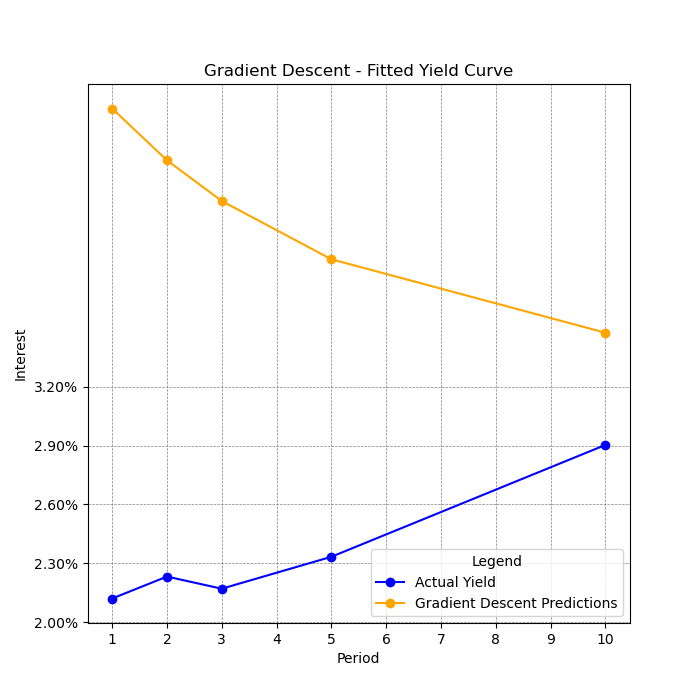 Gradient Descent - Fitted Yield Curve
Interest
3.20%
2.90%
2.60%
2.30%
2.00%
Legend
Actual Yield
Gradient Descent Predictions
1 2 3 4 5 6 7 8 9 10
Period